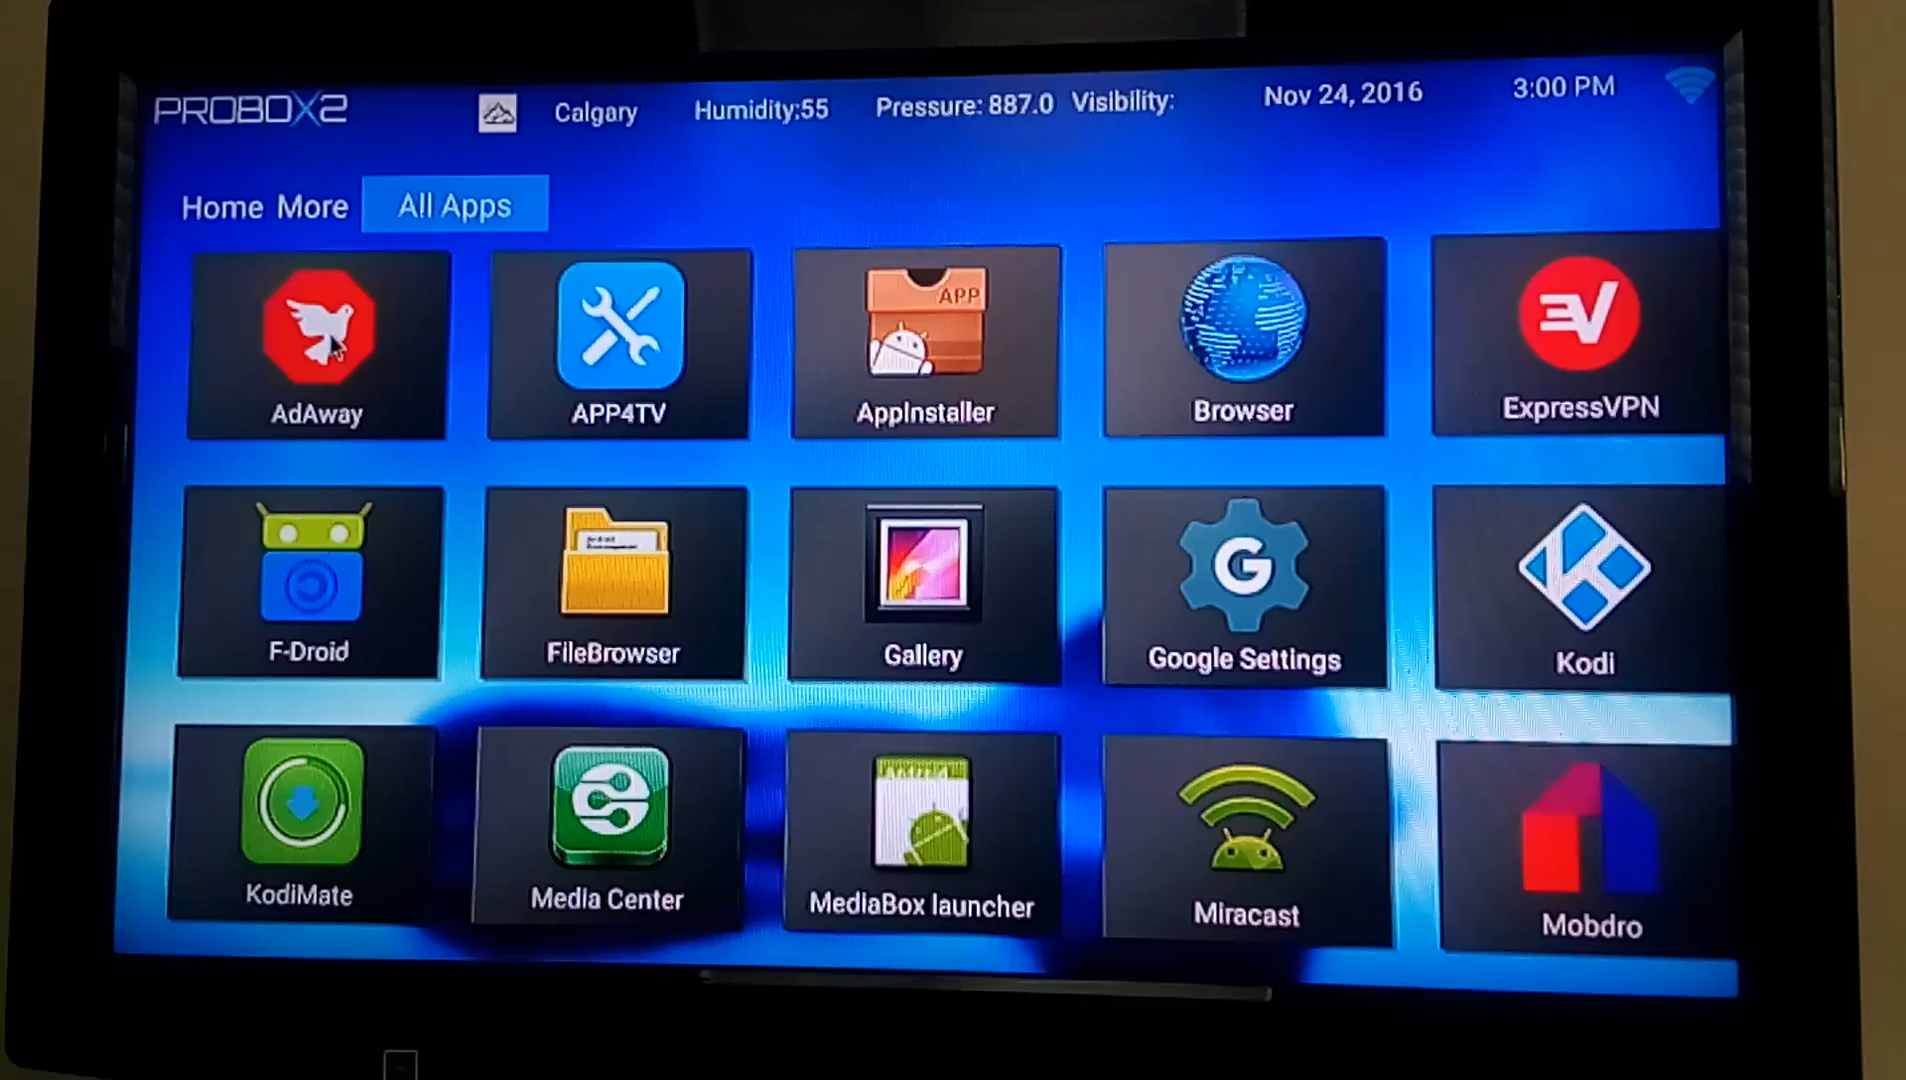 PROBOX2 Calgary Humidity:55 Pressure: 887.0 Visibility: Nov 24, 2016 3:00 PM
Home More All Apps
APP
AdAway APP4TV AppInstaller Browser ExpressVPN
F-Droid FileBrowser Gallery Google Settings Kodi
KodiMate Media Center MediaBox launcher Miracast Mobdro